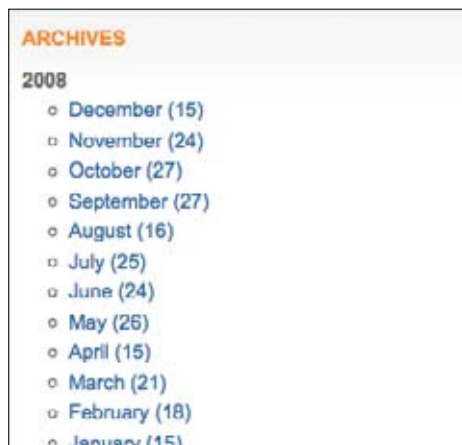 ARCHIVES
2008
December (15)
November (24)
October (27)
September (27)
August (16)
July (25)
June (24)
May (26)
April (15)
March (21)
February (18)
January (15)